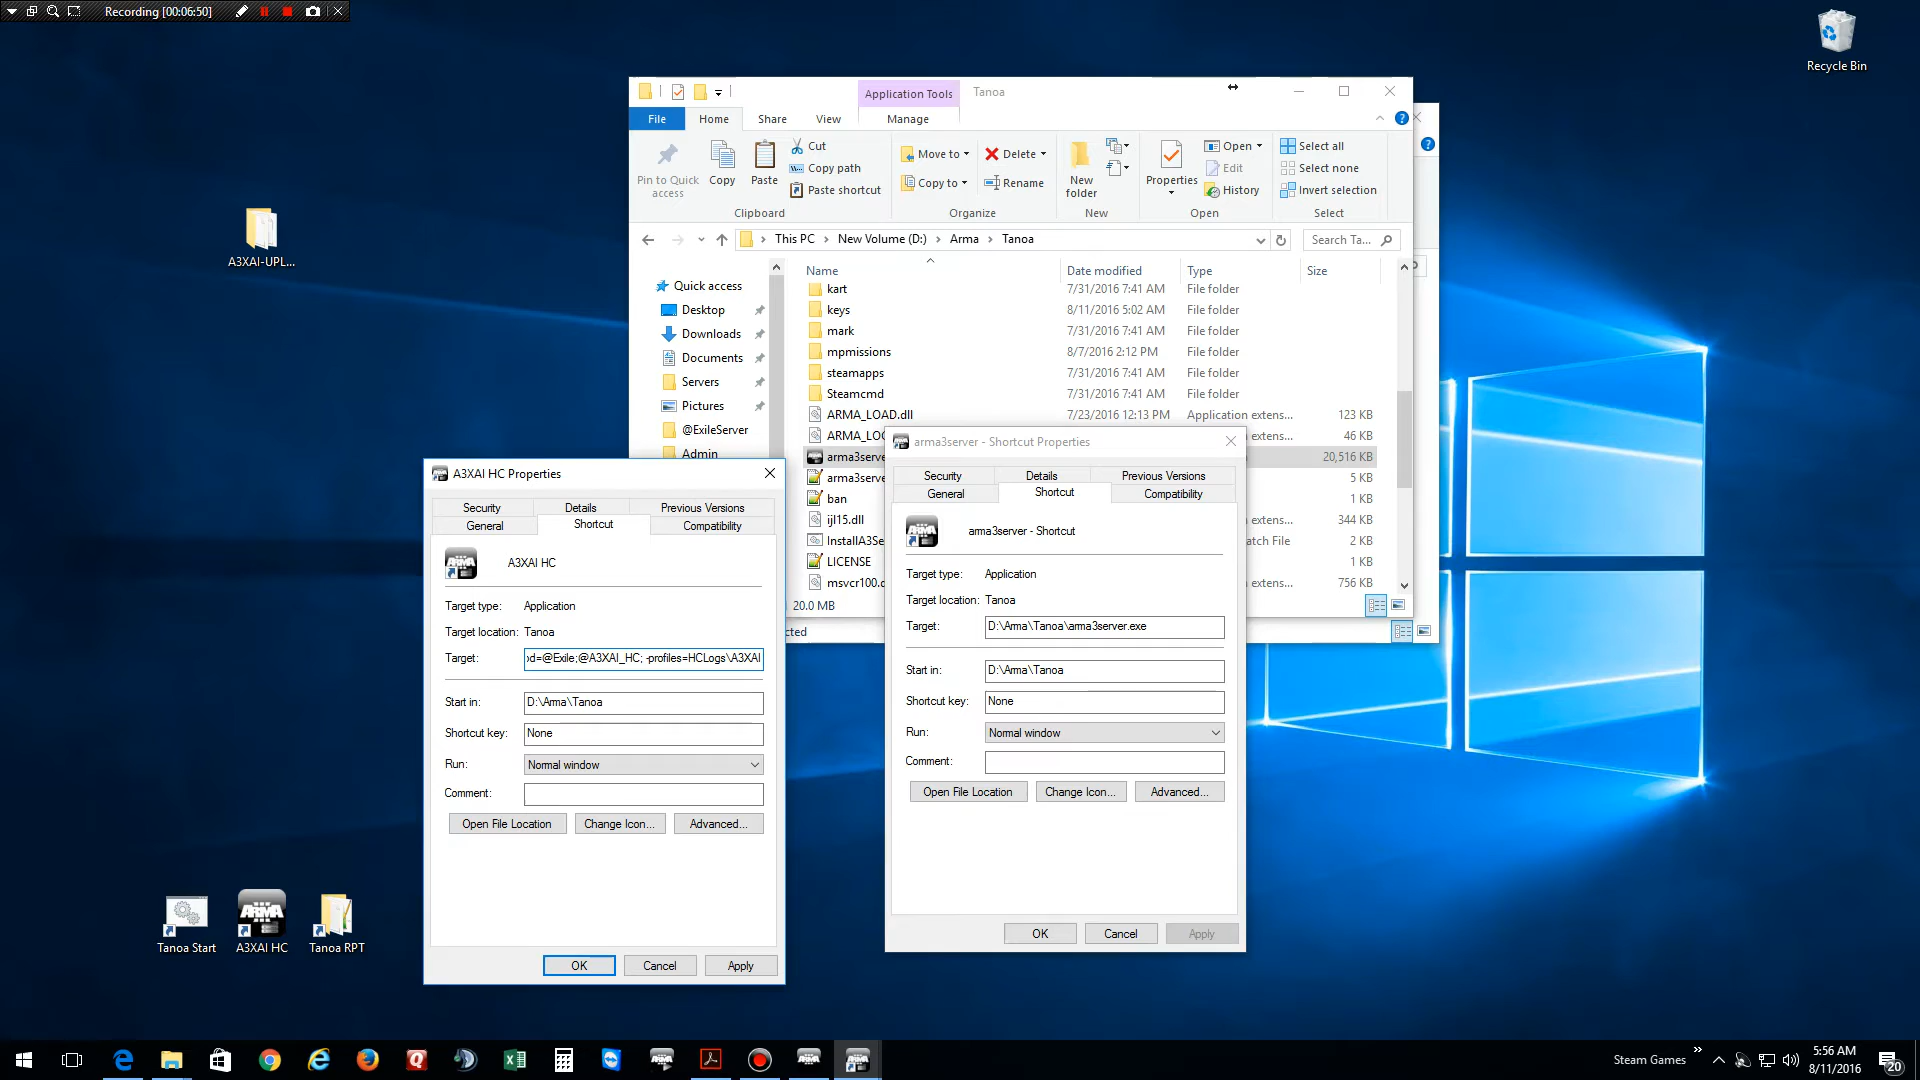 Recording [00:06:50]
Recycle Bin
A3XAI-UPL...
Application Tools
Tanoa
File
Home
Share
View
Manage
Pin to Quick access
Copy
Paste
Cut
Copy path
Paste shortcut
Clipboard
Move to
Copy to
Delete
Rename
Organize
New folder
New
Properties
Open
Edit
History
Open
Select all
Select none
Invert selection
Select
This PC
New Volume (D:)
Arma
Tanoa
Search Ta...
Quick access
Desktop
Downloads
Documents
Servers
Pictures
@ExileServer
Admin
Name
Date modified
Type
Size
kart 7/31/2016 7:41 AM File folder
keys 8/11/2016 5:02 AM File folder
mark 7/31/2016 7:41 AM File folder
mpmissions 8/7/2016 2:12 PM File folder
steamapps 7/31/2016 7:41 AM File folder
Steamcmd 7/31/2016 7:41 AM File folder
ARMA_LOAD.dll 7/23/2016 12:13 PM Application extens... 123 KB
ARMA_LOC extens... 46 KB
arma3serve 20,516 KB
arma3serve 5 KB
ban 1 KB
ijl15.dll extens... 344 KB
InstallA3Se atch File 2 KB
LICENSE 1 KB
msvcr100.d extens... 756 KB
20.0 MB
cted
A3XAI HC Properties
Security
Details
Previous Versions
General
Shortcut
Compatibility
A3XAI HC
Target type: Application
Target location: Tanoa
Target: od=@Exile;@A3XAI_HC; -profiles=HCLogs\A3XAI
Start in: D:\Arma\Tanoa
Shortcut key: None
Run: Normal window
Comment:
Open File Location
Change Icon...
Advanced...
OK
Cancel
Apply
arma3server - Shortcut Properties
Security
Details
Previous Versions
General
Shortcut
Compatibility
arma3server - Shortcut
Target type: Application
Target location: Tanoa
Target: D:\Arma\Tanoa\arma3server.exe
Start in: D:\Arma\Tanoa
Shortcut key: None
Run: Normal window
Comment:
Open File Location
Change Icon...
Advanced...
OK
Cancel
Apply
Tanoa Start
ARMA
A3XAI HC
Tanoa RPT
Steam Games
5:56 AM
8/11/2016
20